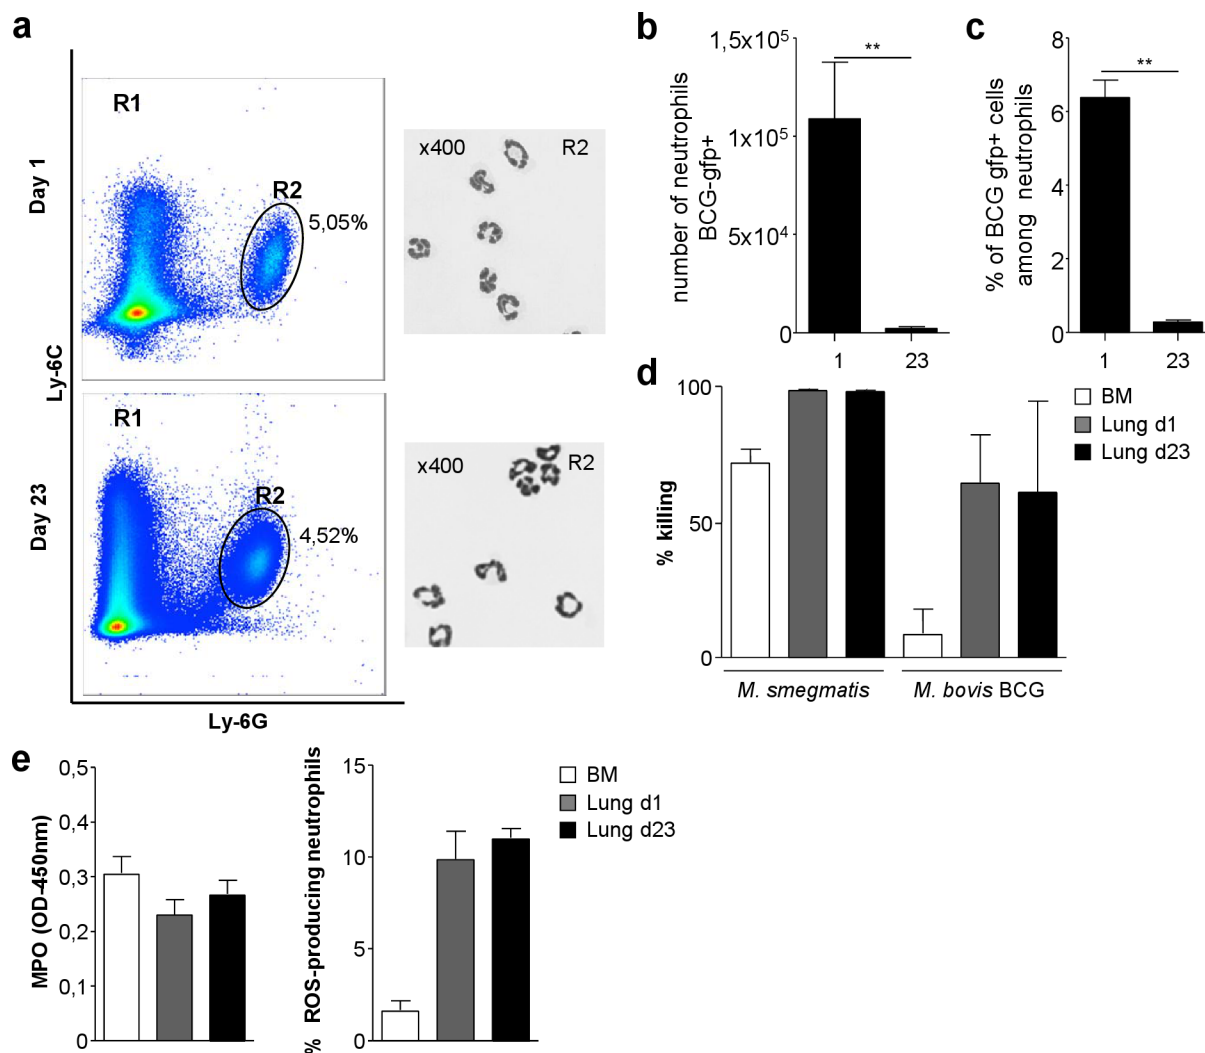 a
Day 1
R1
R2
5,05%
x400
R2
Day 23
R1
R2
4,52%
x400
R2
Ly-6C
Ly-6G
b
number of neutrophils
BCG-gfp+
1,5x10⁵
1x10⁵
5x10⁴
0
**
1
23
c
% of BCG gfp+ cells
among neutrophils
8
6
4
2
0
**
1
23
d
% killing
100
50
0
M. smegmatis
M. bovis BCG
BM
Lung d1
Lung d23
e
MPO (OD-450nm)
0,5
0,4
0,3
0,2
0,1
0
% ROS-producing neutrophils
15
10
5
0
BM
Lung d1
Lung d23